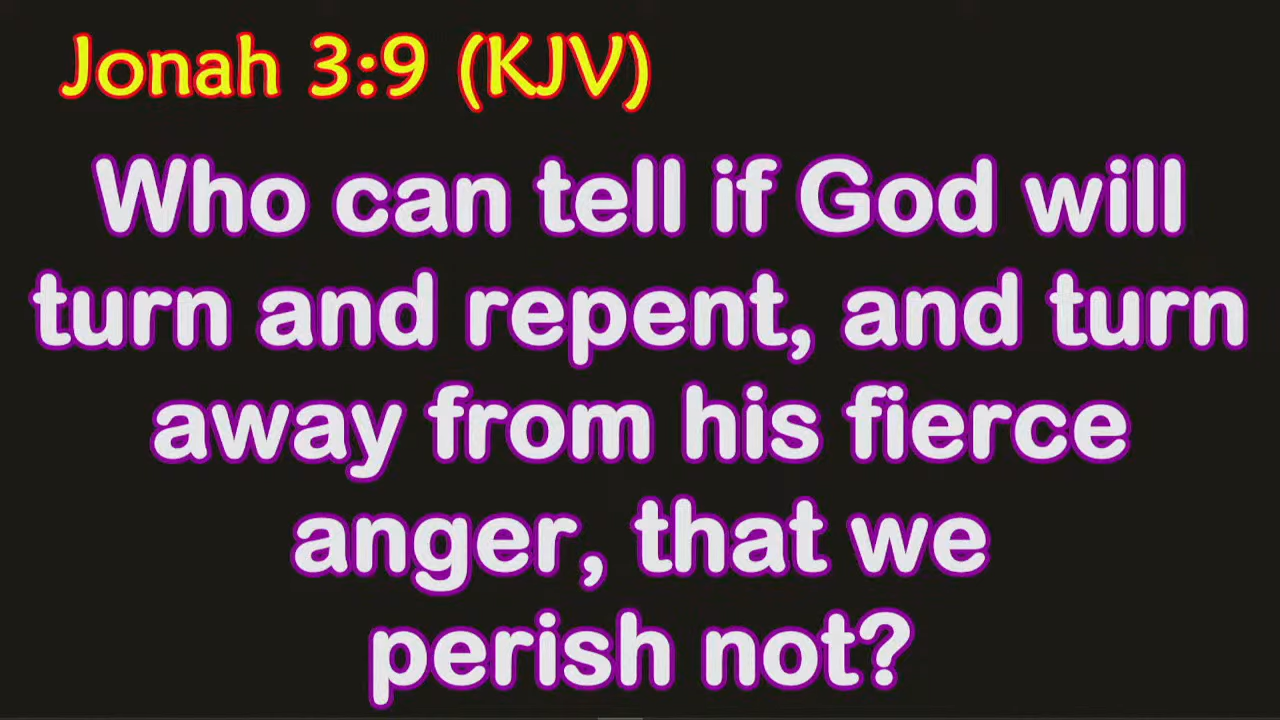 Jonah 3:9 (KJV)
Who can tell if God will
turn and repent, and turn
away from his fierce
anger, that we
perish not?